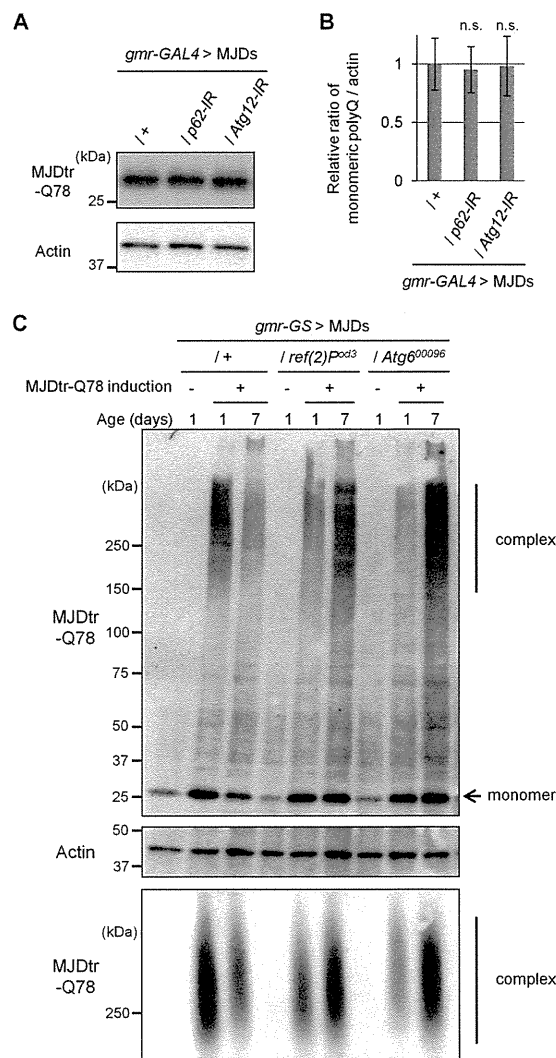 A
gmr-GAL4 > MJDs
/ +
/ p62-IR
/ Atg12-IR
(kDa)
MJDtr
-Q78
25
Actin
37
B
n.s.
n.s.
Relative ratio of
monomeric polyQ / actin
1
0.5
0
/ +
/ p62-IR
/ Atg12-IR
gmr-GAL4 > MJDs
C
gmr-GS > MJDs
/ + / ref(2)Pod3 / Atg600096
MJDtr-Q78 induction - + - + - +
Age (days) 1 1 7 1 1 7 1 1 7
(kDa)
250
150
100
75
50
37
25
MJDtr
-Q78
complex
monomer
50
Actin
37
(kDa)
MJDtr
-Q78
250
complex